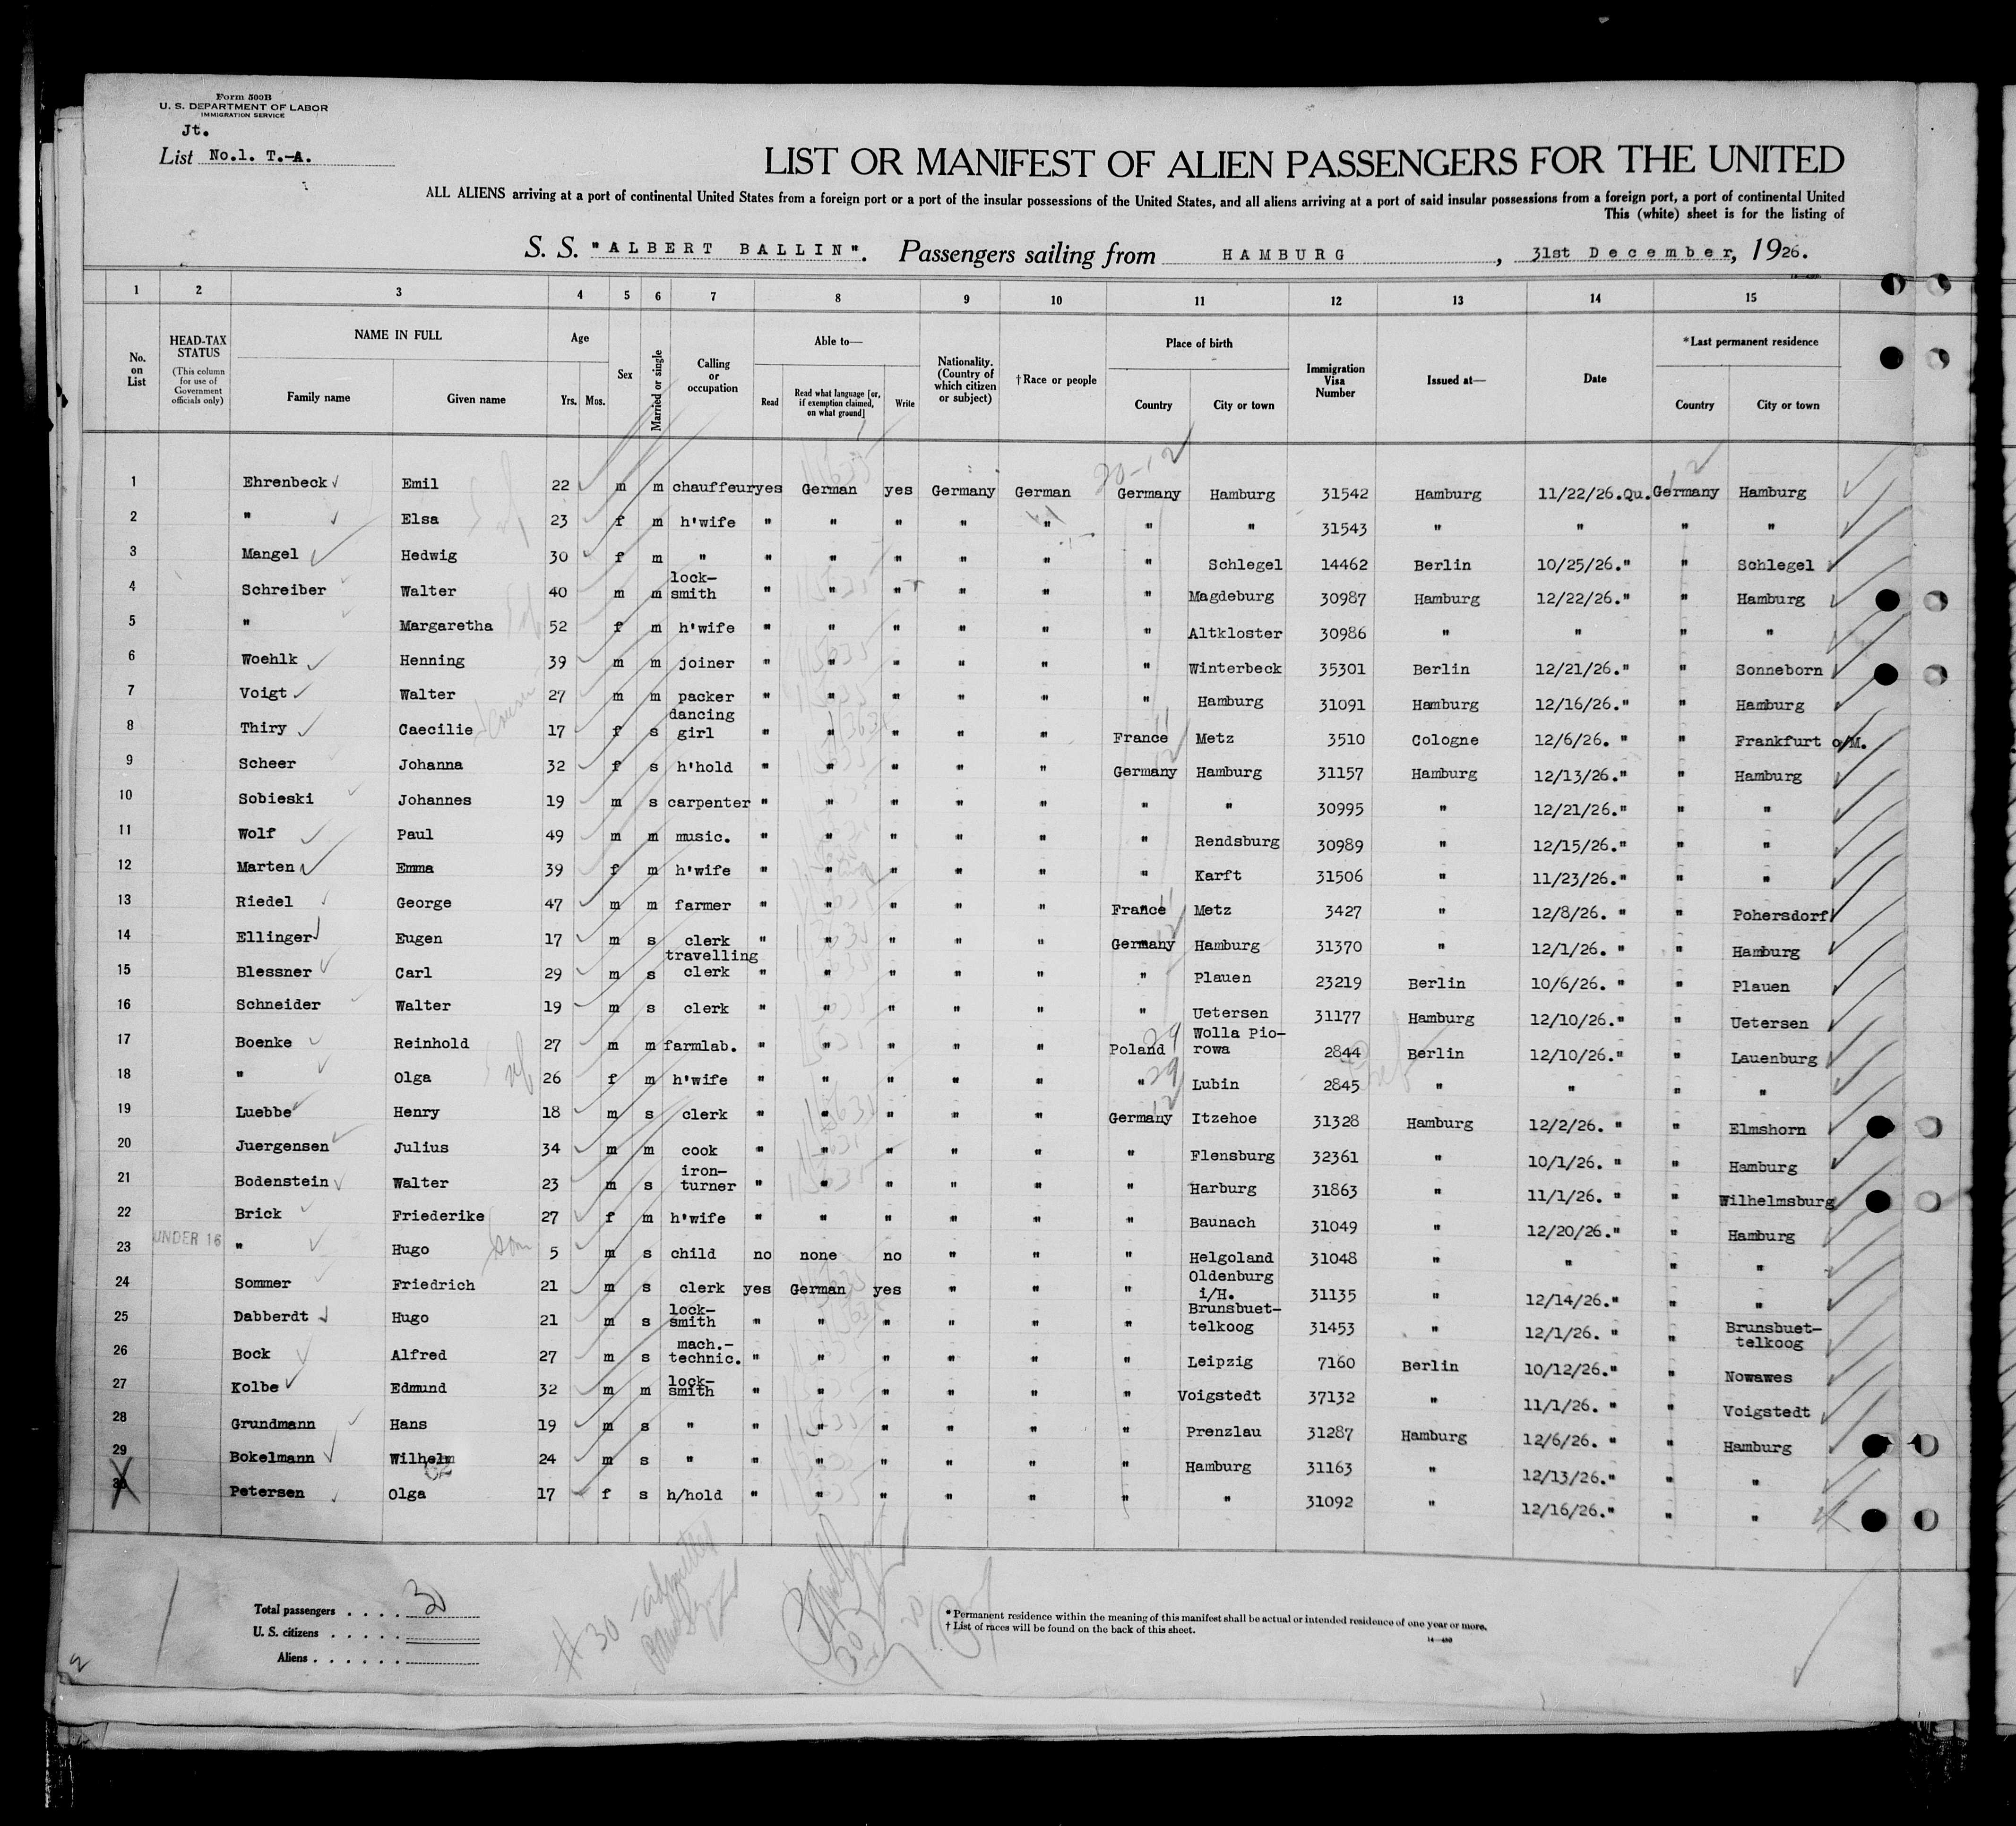 Form 500B
U. S. DEPARTMENT OF LABOR
IMMIGRATION SERVICE
Jt.
List No.1. T.-A.
LIST OR MANIFEST OF ALIEN PASSENGERS FOR THE UNITED
ALL ALIENS arriving at a port of continental United States from a foreign port or a port of the insular possessions of the United States, and all aliens arriving at a port of said insular possessions from a foreign port, a port of continental United
This (white) sheet is for the listing of
S. S. "ALBERT BALLIN". Passengers sailing from HAMBURG, 31st December, 1926.
1 2 3 4 5 6 7 8 9 10 11 12 13 14 15
No. on List
HEAD-TAX STATUS (This column for use of Government officials only)
NAME IN FULL
Family name Given name
Age
Yrs. Mos.
Sex
Married or single
Calling or occupation
Able to—
Read Read what language [or, if exemption claimed, on what ground] Write
Nationality. (Country of which citizen or subject)
†Race or people
Place of birth
Country City or town
Immigration Visa Number
Issued at—
Date
*Last permanent residence
Country City or town
1 Ehrenbeck Emil 22 m m chauffeur yes German yes Germany German Germany Hamburg 31542 Hamburg 11/22/26.Qu. Germany Hamburg
2 " Elsa 23 f m h'wife " " " " " " " 31543 " " " "
3 Mangel Hedwig 30 f m " " " " " " " Schlegel 14462 Berlin 10/25/26." " Schlegel
4 Schreiber Walter 40 m m lock-smith " " " " " " Magdeburg 30987 Hamburg 12/22/26." " Hamburg
5 " Margaretha 52 f m h'wife " " " " " " Altkloster 30986 " " " "
6 Woehlk Henning 39 m m joiner " " " " " " Winterbeck 35301 Berlin 12/21/26." " Sonneborn
7 Voigt Walter 27 m m packer " " " " " " Hamburg 31091 Hamburg 12/16/26." " Hamburg
8 Thiry Caecilie 17 f s dancing girl " " " " " France Metz 3510 Cologne 12/6/26. " " Frankfurt o/M.
9 Scheer Johanna 32 f s h'hold " " " " " Germany Hamburg 31157 Hamburg 12/13/26." " Hamburg
10 Sobieski Johannes 19 m s carpenter " " " " " " " 30995 " 12/21/26." " "
11 Wolf Paul 49 m m music. " " " " " " Rendsburg 30989 " 12/15/26." " "
12 Marten Emma 39 f m h'wife " " " " " " Karft 31506 " 11/23/26." " "
13 Riedel George 47 m m farmer " " " " " France Metz 3427 " 12/8/26. " " Pohersdorf
14 Ellinger Eugen 17 m s clerk " " " " " Germany Hamburg 31370 " 12/1/26. " " Hamburg
15 Blessner Carl 29 m s travelling clerk " " " " " " Plauen 23219 Berlin 10/6/26. " " Plauen
16 Schneider Walter 19 m s clerk " " " " " " Uetersen 31177 Hamburg 12/10/26." " Uetersen
17 Boenke Reinhold 27 m m farmlab. " " " " " Poland Wolla Pio-rowa 2844 Berlin 12/10/26." " Lauenburg
18 " Olga 26 f m h'wife " " " " " " Lubin 2845 " " " "
19 Luebbe Henry 18 m s clerk " " " " " Germany Itzehoe 31328 Hamburg 12/2/26. " " Elmshorn
20 Juergensen Julius 34 m m cook " " " " " " Flensburg 32361 " 10/1/26. " " Hamburg
21 Bodenstein Walter 23 m s iron-turner " " " " " " Harburg 31863 " 11/1/26. " " Wilhelmsburg
22 Brick Friederike 27 f m h'wife " " " " " " Baunach 31049 " 12/20/26." " Hamburg
23 UNDER 16 " Hugo son 5 m s child no none no " " " Helgoland 31048 " " " "
24 Sommer Friedrich 21 m s clerk yes German yes " " " Oldenburg i/H. 31135 " 12/14/26." " "
25 Dabberdt Hugo 21 m s lock-smith " " " " " " Brunsbuet-telkoog 31453 " 12/1/26. " " Brunsbuet-telkoog
26 Bock Alfred 27 m s mach.-technic. " " " " " " Leipzig 7160 Berlin 10/12/26." " Nowawes
27 Kolbe Edmund 32 m m lock-smith " " " " " " Voigstedt 37132 " 11/1/26. " " Voigstedt
28 Grundmann Hans 19 m s " " " " " " " Prenzlau 31287 Hamburg 12/6/26. " " Hamburg
29 Bokelmann Wilhelm 24 m s " " " " " " " Hamburg 31163 " 12/13/26." " "
30 Petersen Olga 17 f s h/hold " " " " " " " 31092 " 12/16/26." " "
Total passengers . . . . 30
U. S. citizens . . . . .
Aliens . . . . . .
# 30 - admitted
* Permanent residence within the meaning of this manifest shall be actual or intended residence of one year or more.
† List of races will be found on the back of this sheet.
14—480